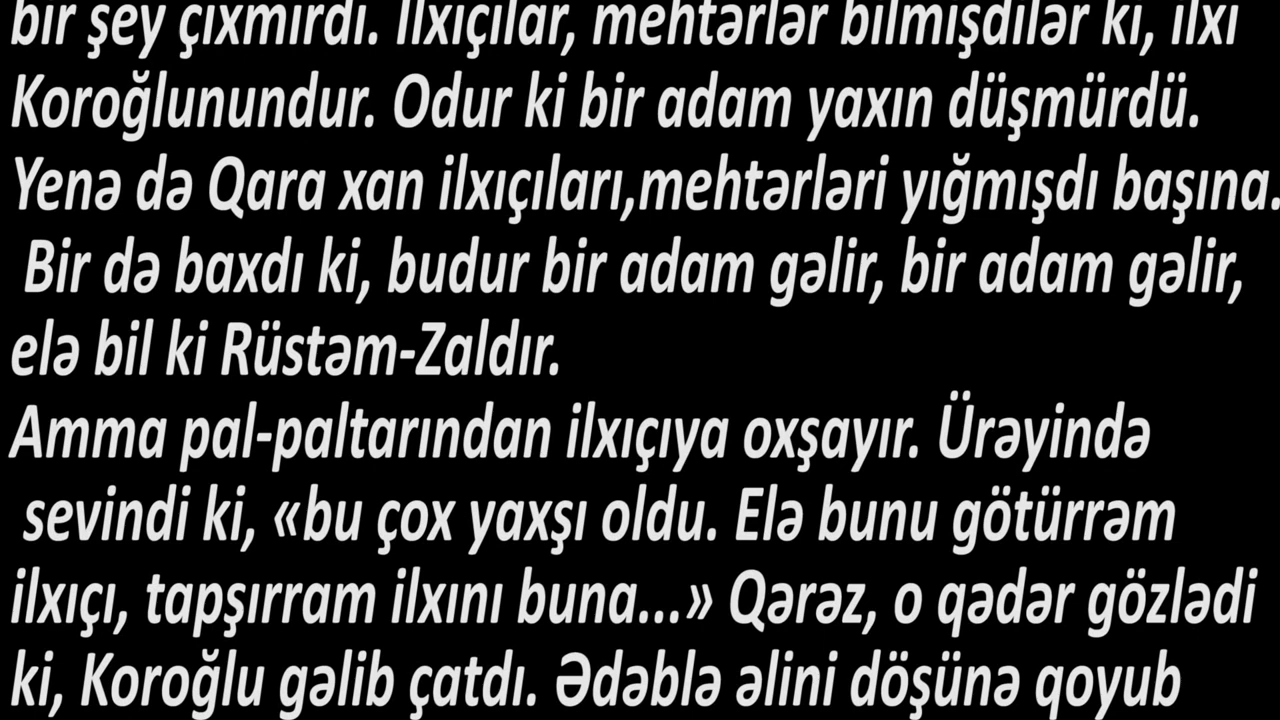 bir şey çıxmırdı. İlxıçılar, mehtərlər bilmişdilər ki, ilxı
Koroğlunundur. Odur ki bir adam yaxın düşmürdü.
Yenə də Qara xan ilxıçıları,mehtərləri yığmışdı başına.
Bir də baxdı ki, budur bir adam gəlir, bir adam gəlir,
elə bil ki Rüstəm-Zaldır.
Amma pal-paltarından ilxıçıya oxşayır. Ürəyində
sevindi ki, «bu çox yaxşı oldu. Elə bunu götürrəm
ilxıçı, tapşırram ilxını buna...» Qərəz, o qədər gözlədi
ki, Koroğlu gəlib çatdı. Ədəblə əlini döşünə qoyub